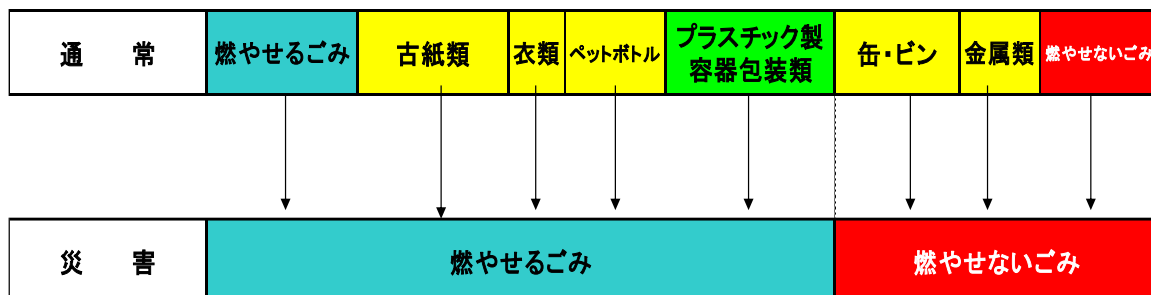 通 常
燃やせるごみ
古紙類
衣類
ペットボトル
プラスチック製
容器包装類
缶・ビン
金属類
燃やせないごみ
災 害
燃やせるごみ
燃やせないごみ